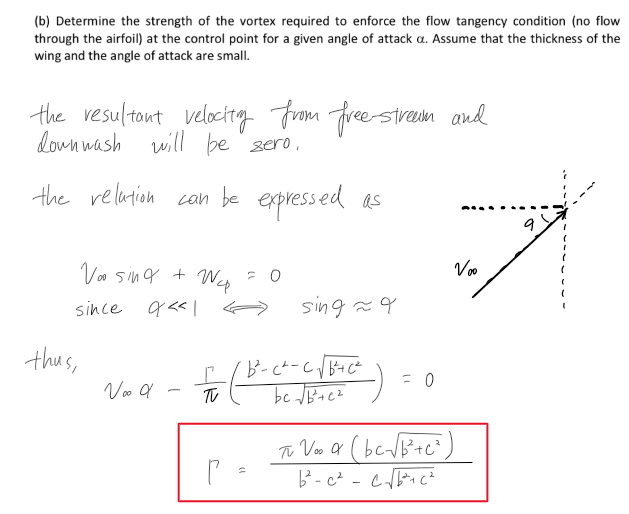 (b) Determine the strength of the vortex required to enforce the flow tangency condition (no flow
through the airfoil) at the control point for a given angle of attack α. Assume that the thickness of the
wing and the angle of attack are small.
the resultant velocity from free-stream and
downwash will be zero.
the relation can be expressed as
α
V∞
V∞ sinα + Wcp = 0
since α << 1 ⟺ sinα ≈ α
thus,
V∞ α − Γ/π ( (b² − c² − c√(b²+c²)) / (bc√(b²+c²)) ) = 0
Γ = π V∞ α (bc√(b²+c²)) / (b² − c² − c√(b²+c²))